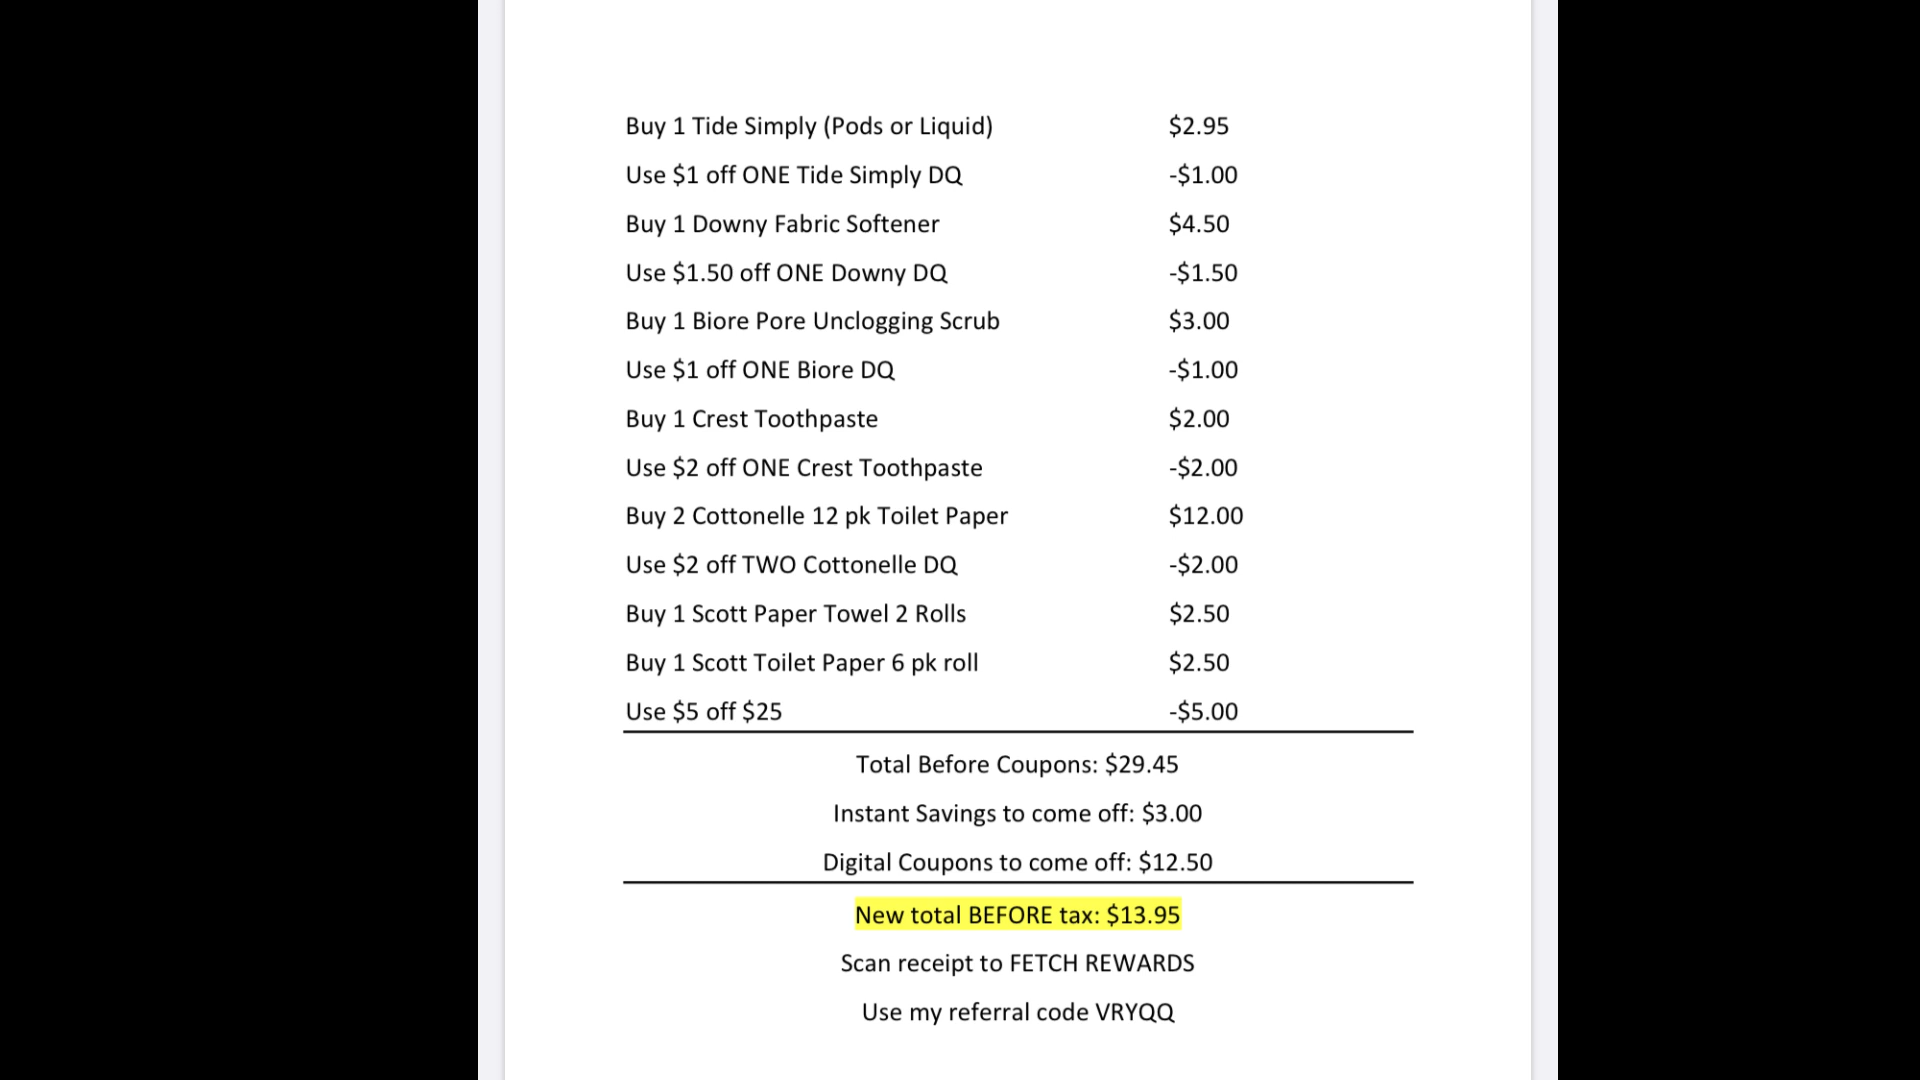 Buy 1 Tide Simply (Pods or Liquid) $2.95
Use $1 off ONE Tide Simply DQ -$1.00
Buy 1 Downy Fabric Softener $4.50
Use $1.50 off ONE Downy DQ -$1.50
Buy 1 Biore Pore Unclogging Scrub $3.00
Use $1 off ONE Biore DQ -$1.00
Buy 1 Crest Toothpaste $2.00
Use $2 off ONE Crest Toothpaste -$2.00
Buy 2 Cottonelle 12 pk Toilet Paper $12.00
Use $2 off TWO Cottonelle DQ -$2.00
Buy 1 Scott Paper Towel 2 Rolls $2.50
Buy 1 Scott Toilet Paper 6 pk roll $2.50
Use $5 off $25 -$5.00
Total Before Coupons: $29.45
Instant Savings to come off: $3.00
Digital Coupons to come off: $12.50
New total BEFORE tax: $13.95
Scan receipt to FETCH REWARDS
Use my referral code VRYQQ